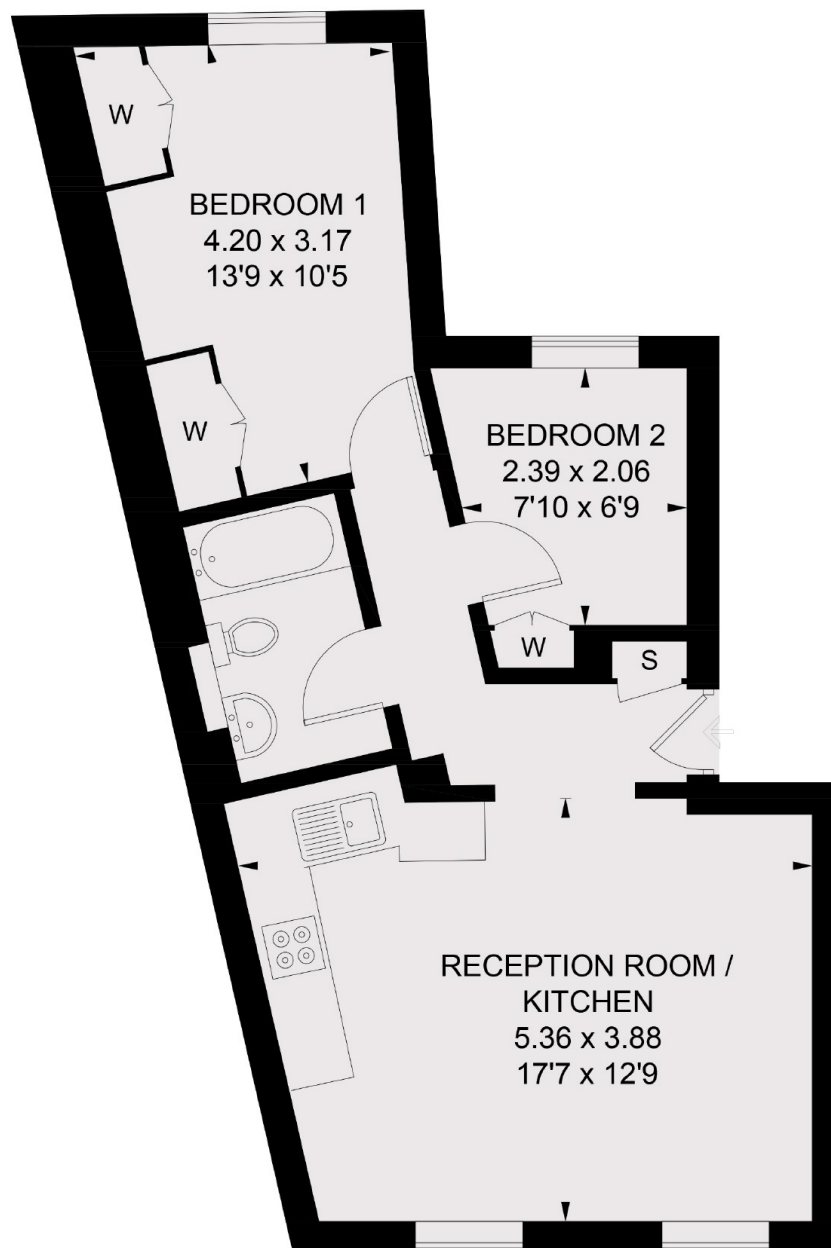 W
BEDROOM 1
4.20 x 3.17
13'9 x 10'5
W
BEDROOM 2
2.39 x 2.06
7'10 x 6'9
W
S
RECEPTION ROOM /
KITCHEN
5.36 x 3.88
17'7 x 12'9